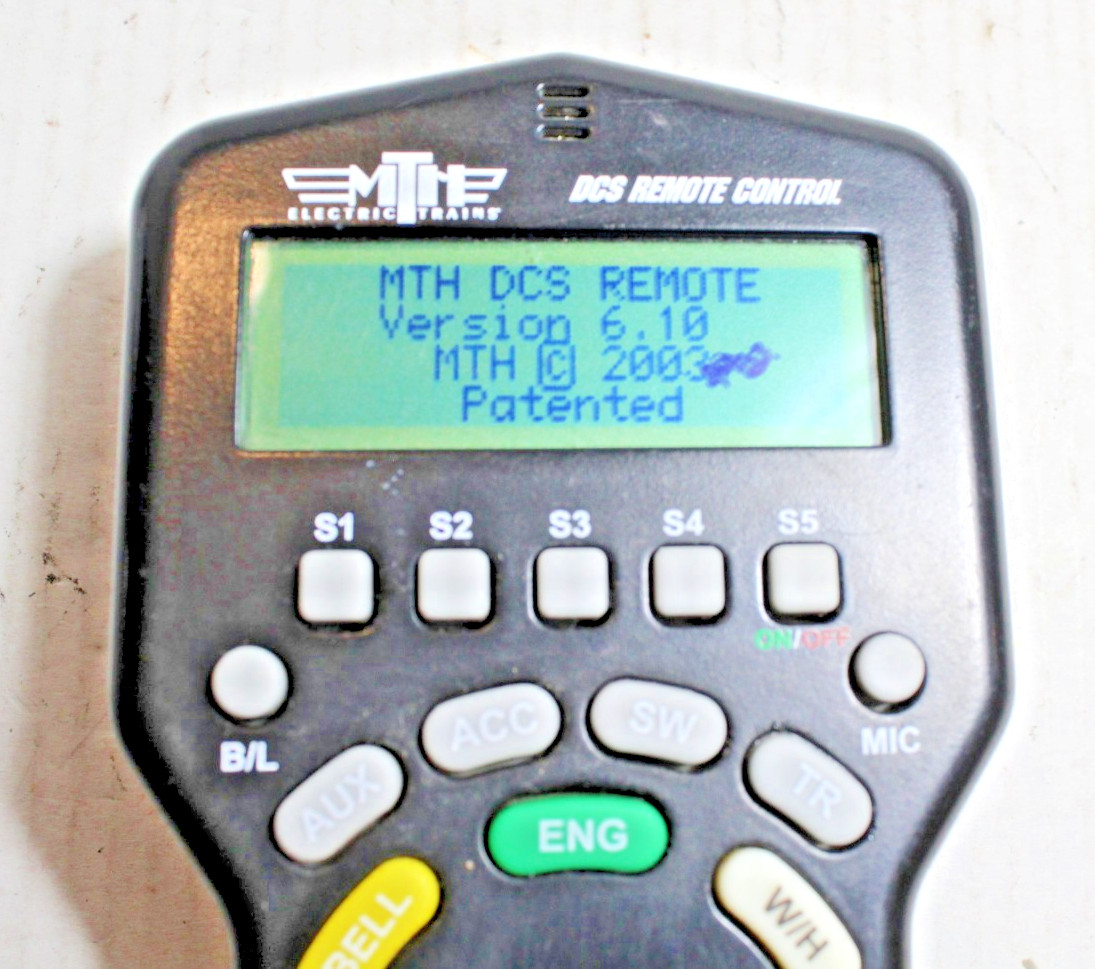 MTH
ELECTRIC TRAINS
DCS REMOTE CONTROL
MTH DCS REMOTE
Version 6.10
MTH © 2003
Patented
S1 S2 S3 S4 S5
ON/OFF
B/L
MIC
AUX
ACC
SW
TR
ENG
BELL
W/H